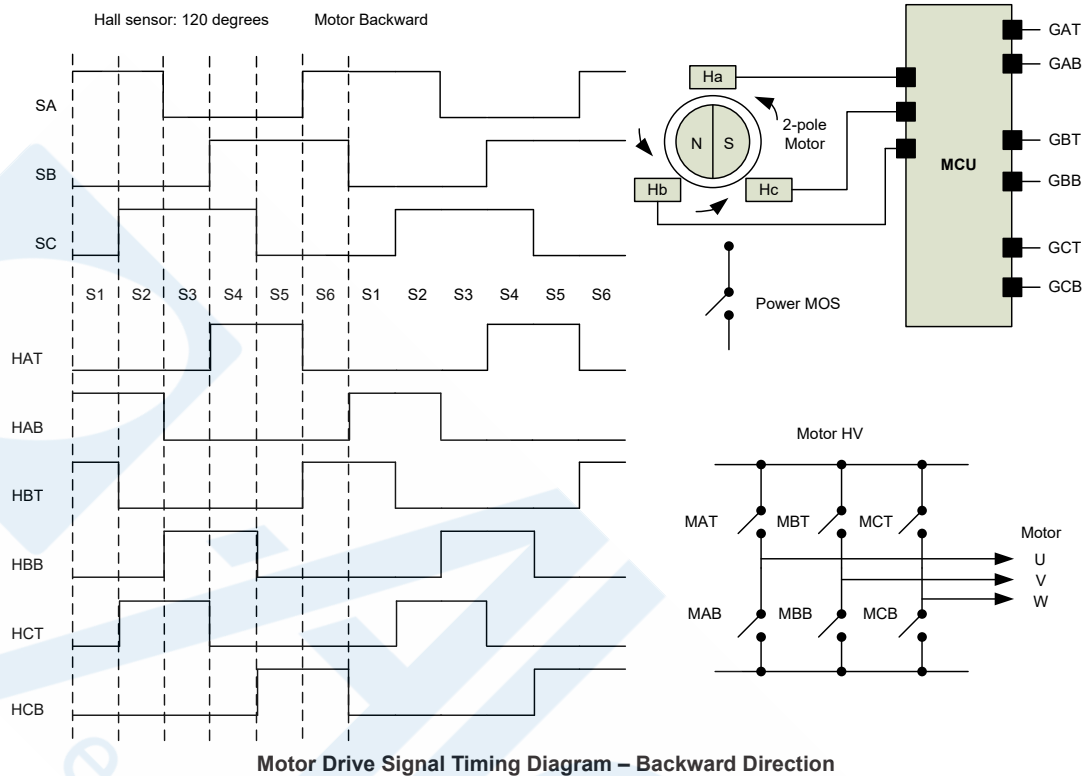 Hall sensor: 120 degrees
Motor Backward
SA
SB
SC
S1 S2 S3 S4 S5 S6 S1 S2 S3 S4 S5 S6
HAT
HAB
HBT
HBB
HCT
HCB
Ha
2-pole
Motor
N S
Hb
Hc
MCU
GAT
GAB
GBT
GBB
GCT
GCB
Power MOS
Motor HV
MAT MBT MCT
Motor
U
V
W
MAB MBB MCB
Motor Drive Signal Timing Diagram – Backward Direction